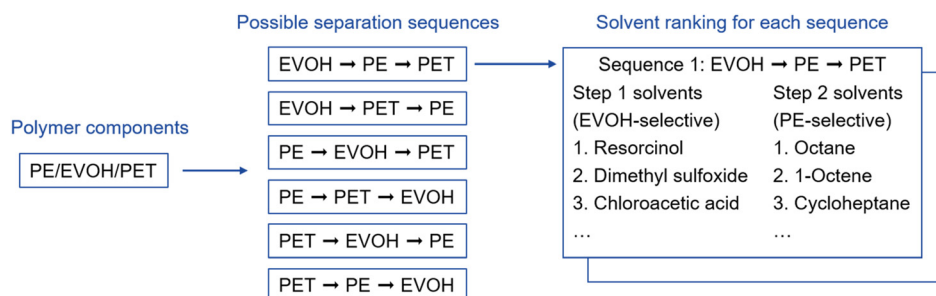 Possible separation sequences
Solvent ranking for each sequence
Polymer components
PE/EVOH/PET
EVOH → PE → PET
EVOH → PET → PE
PE → EVOH → PET
PE → PET → EVOH
PET → EVOH → PE
PET → PE → EVOH
Sequence 1: EVOH → PE → PET
Step 1 solvents
(EVOH-selective)
1. Resorcinol
2. Dimethyl sulfoxide
3. Chloroacetic acid
…
Step 2 solvents
(PE-selective)
1. Octane
2. 1-Octene
3. Cycloheptane
…